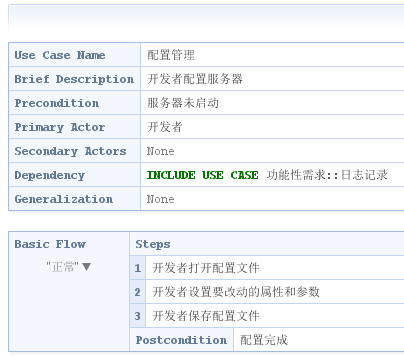 Use Case Name 配置管理
Brief Description 开发者配置服务器
Precondition 服务器未启动
Primary Actor 开发者
Secondary Actors None
Dependency INCLUDE USE CASE 功能性需求::日志记录
Generalization None
Basic Flow Steps
"正常" ▼
1 开发者打开配置文件
2 开发者设置要改动的属性和参数
3 开发者保存配置文件
Postcondition 配置完成